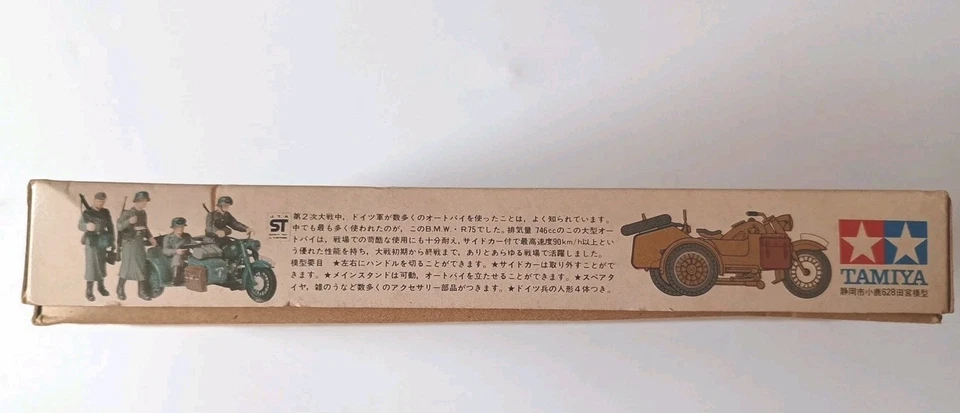 ST
第2次大戦中，ドイツ軍が数多くのオートバイを使ったことは，よく知られています。
中でも最も多く使われたのが，このB.M.W.・R75でした。排気量 746ccのこの大型オー
トバイは，戦場での苛酷な使用にも十分耐え，サイドカー付で最高速度90km/h以上とい
う優れた性能を持ち，大戦初期から終戦まで，ありとあらゆる戦場で活躍しました。
模型要目 ★左右にハンドルを切ることができます。★サイドカーは取り外すことがで
きます。★メインスタンドは可動，オートバイを立たせることができます。★スペアタ
イヤ，雑のうなど数多くのアクセサリー部品がつきます。★ドイツ兵の人形4体つき。
TAMIYA
静岡市小鹿628田宮模型